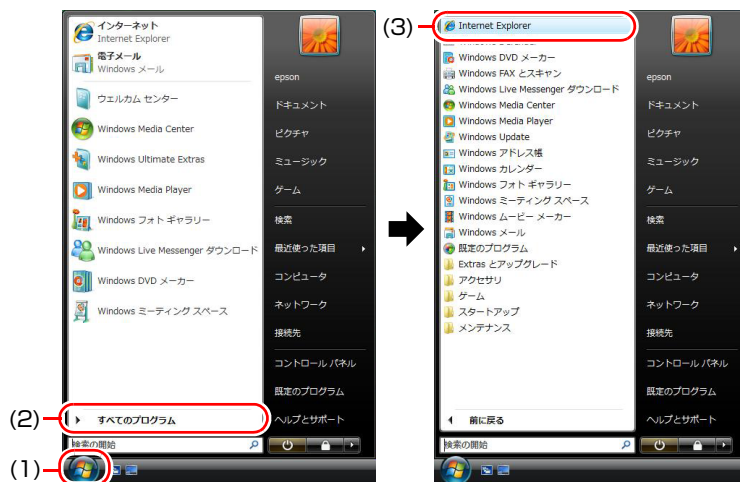 インターネット
Internet Explorer
電子メール
Windows メール
ウェルカム センター
Windows Media Center
Windows Ultimate Extras
Windows Media Player
Windows フォト ギャラリー
Windows Live Messenger ダウンロード
Windows DVD メーカー
Windows ミーティング スペース
(2)
すべてのプログラム
検索の開始
(1)
epson
ドキュメント
ピクチャ
ミュージック
ゲーム
検索
最近使った項目
コンピュータ
ネットワーク
接続先
コントロール パネル
既定のプログラム
ヘルプとサポート
(3)
Internet Explorer
Windows DVD メーカー
Windows FAX とスキャン
Windows Live Messenger ダウンロード
Windows Media Center
Windows Media Player
Windows Update
Windows アドレス帳
Windows カレンダー
Windows フォト ギャラリー
Windows ミーティング スペース
Windows ムービー メーカー
Windows メール
既定のプログラム
Extras とアップグレード
アクセサリ
ゲーム
スタートアップ
メンテナンス
前に戻る
検索の開始
epson
ドキュメント
ピクチャ
ミュージック
ゲーム
検索
最近使った項目
コンピュータ
ネットワーク
接続先
コントロール パネル
既定のプログラム
ヘルプとサポート